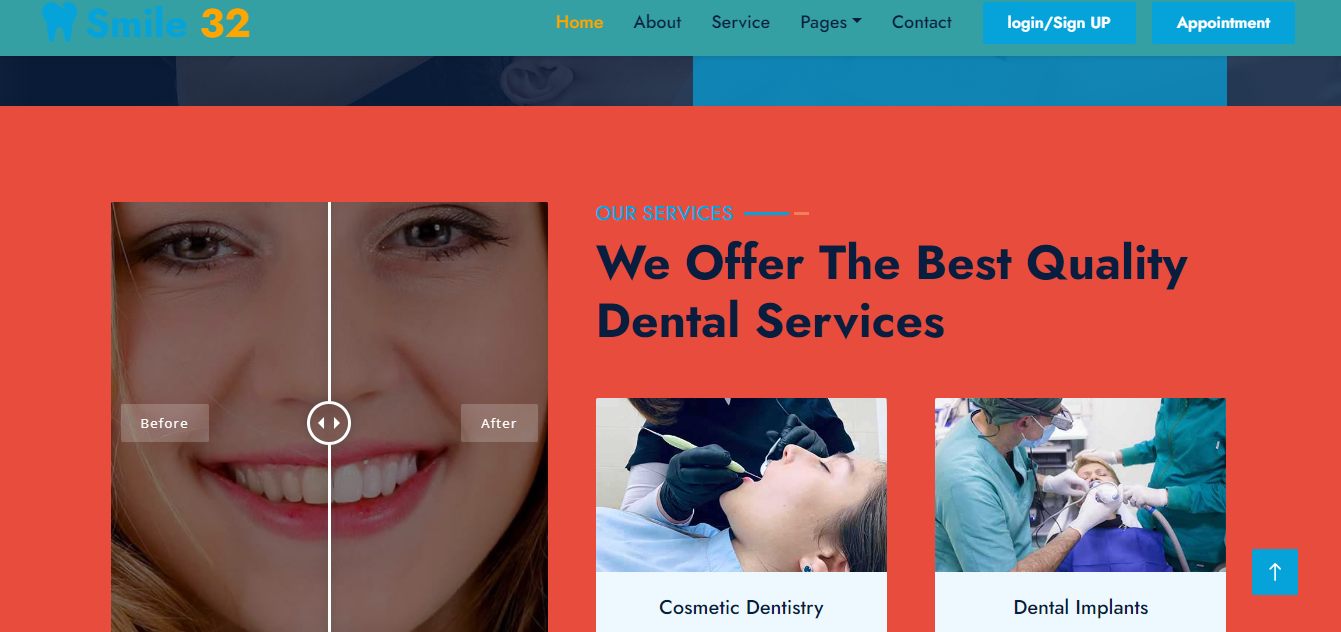 Smile 32
Home About Service Pages Contact login/Sign UP Appointment
OUR SERVICES
We Offer The Best Quality
Dental Services
Before After
Cosmetic Dentistry Dental Implants